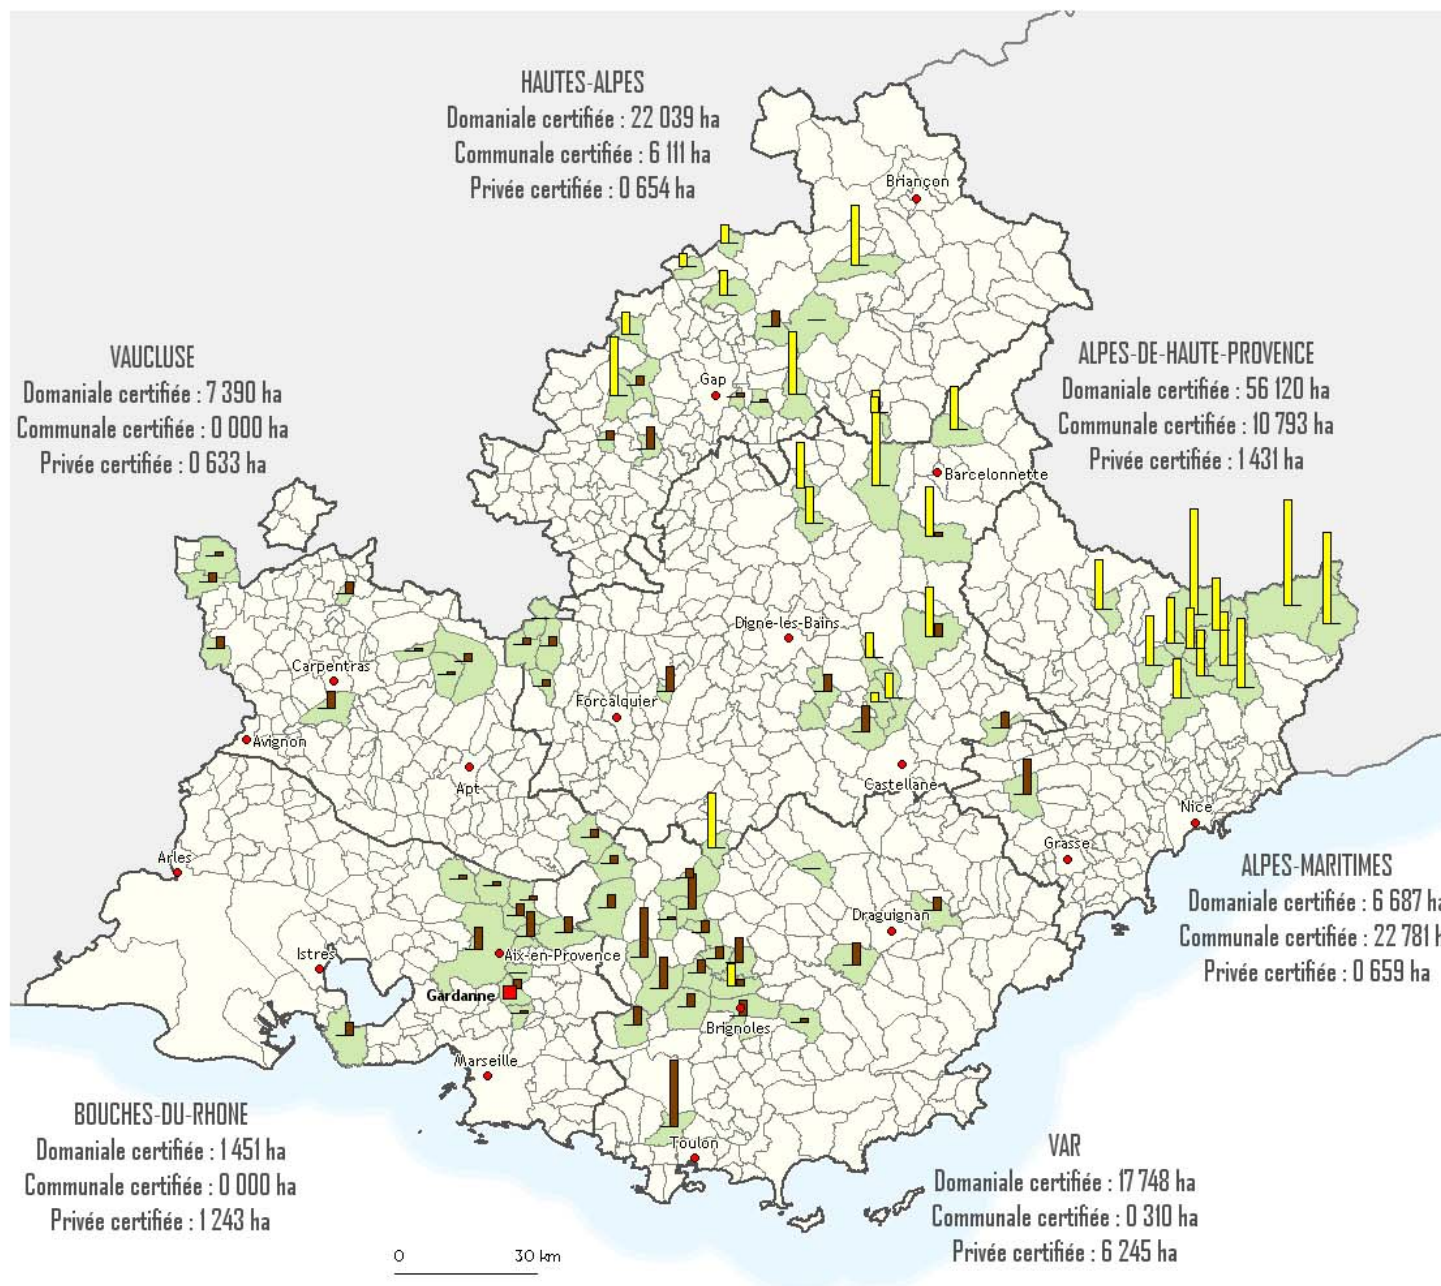 HAUTES-ALPES
Domaniale certifiée : 22 039 ha
Communale certifiée : 6 111 ha
Privée certifiée : 0 654 ha
Briançon
VAUCLUSE
Domaniale certifiée : 7 390 ha
Communale certifiée : 0 000 ha
Privée certifiée : 0 633 ha
ALPES-DE-HAUTE-PROVENCE
Domaniale certifiée : 56 120 ha
Communale certifiée : 10 793 ha
Privée certifiée : 1 431 ha
Gap
Barcelonnette
Digne-les-Bains
Carpentras
Forcalquier
Avignon
Apt
Castellane
Nice
Grasse
Arles
ALPES-MARITIMES
Domaniale certifiée : 6 687 ha
Communale certifiée : 22 781 h
Privée certifiée : 0 659 ha
Draguignan
Istres
Aix-en-Provence
Gardanne
Brignoles
Marseille
BOUCHES-DU-RHONE
Domaniale certifiée : 1 451 ha
Communale certifiée : 0 000 ha
Privée certifiée : 1 243 ha
Toulon
VAR
Domaniale certifiée : 17 748 ha
Communale certifiée : 0 310 ha
Privée certifiée : 6 245 ha
0 30 km